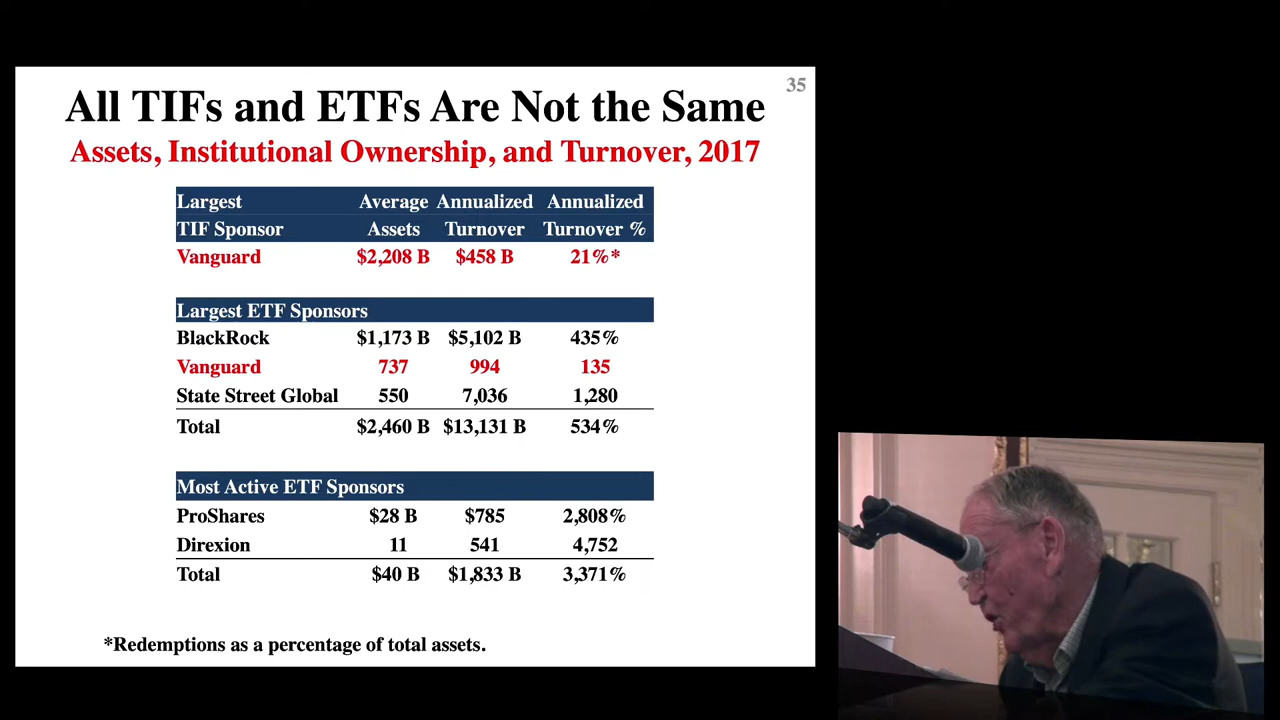 35
All TIFs and ETFs Are Not the Same
Assets, Institutional Ownership, and Turnover, 2017
Largest Average Annualized Annualized
TIF Sponsor Assets Turnover Turnover %
Vanguard $2,208 B $458 B 21%*
Largest ETF Sponsors
BlackRock $1,173 B $5,102 B 435%
Vanguard 737 994 135
State Street Global 550 7,036 1,280
Total $2,460 B $13,131 B 534%
Most Active ETF Sponsors
ProShares $28 B $785 2,808%
Direxion 11 541 4,752
Total $40 B $1,833 B 3,371%
*Redemptions as a percentage of total assets.